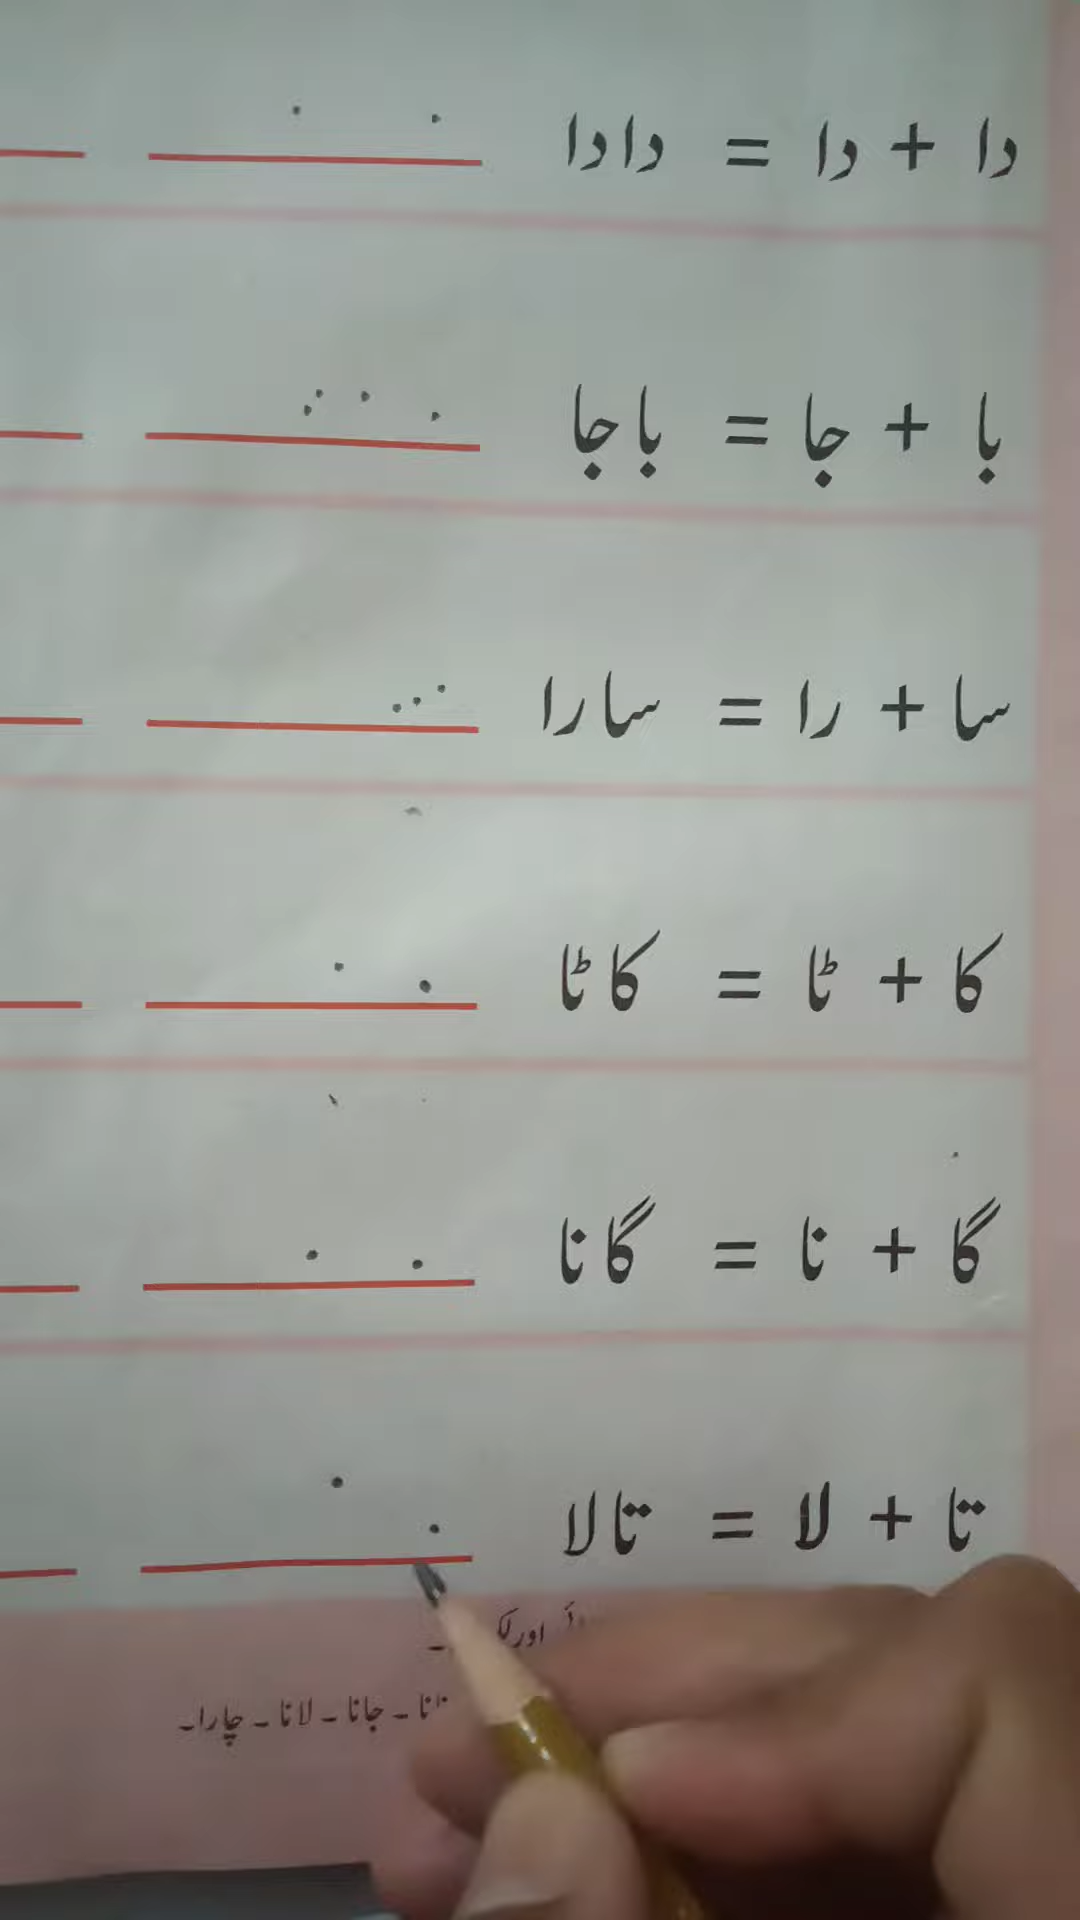 دا + دا = دادا
با + جا = باجا
سا + را = سارا
کا + ٹا = کاٹا
گا + نا = گانا
تا + لا = تالا
اور
جانا ۔ لانا ۔ چارا۔